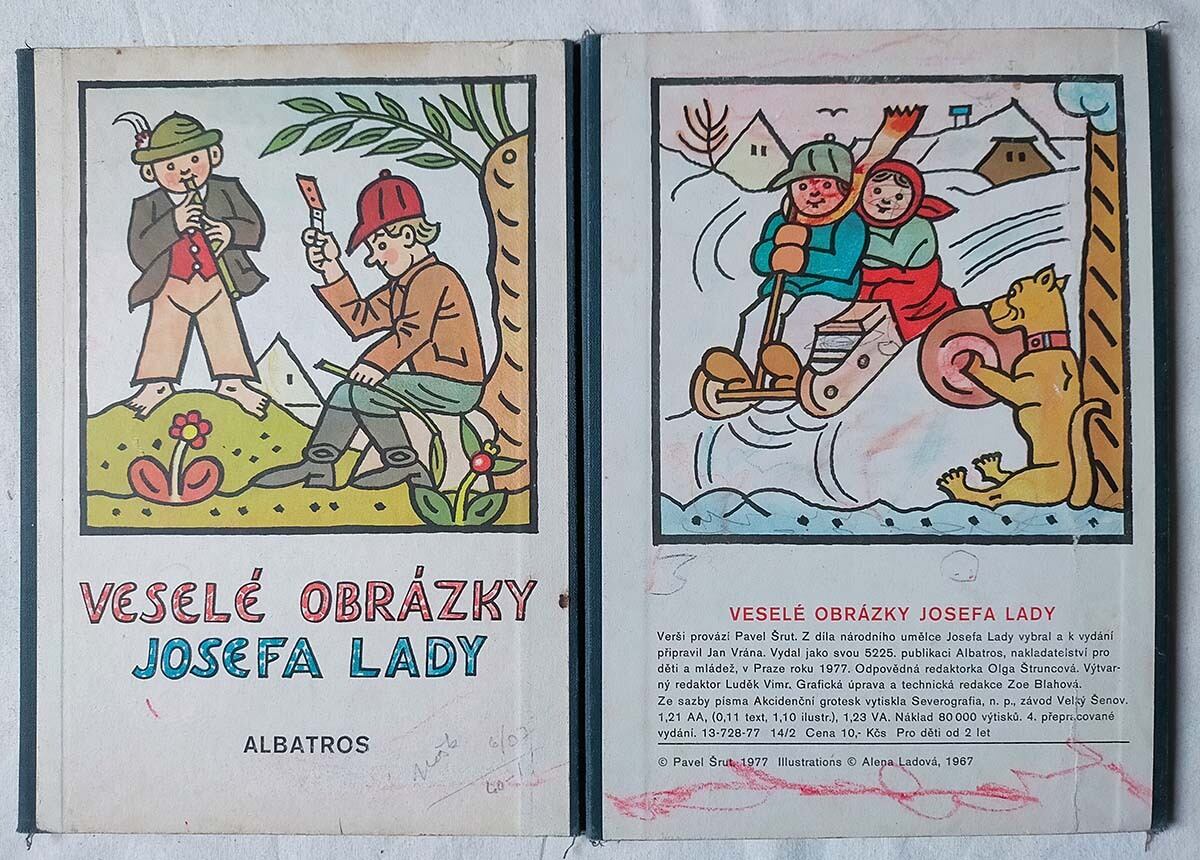 VESELÉ OBRÁZKY
JOSEFA LADY
ALBATROS
6/02
VESELÉ OBRÁZKY JOSEFA LADY
Verši provází Pavel Šrut. Z díla národního umělce Josefa Lady vybral a k vydání
připravil Jan Vrána. Vydal jako svou 5225. publikaci Albatros, nakladatelství pro
děti a mládež, v Praze roku 1977. Odpovědná redaktorka Olga Štruncová. Výtvar-
ný redaktor Luděk Vimr. Grafická úprava a technická redakce Zoe Blahová.
Ze sazby písma Akcidenční grotesk vytiskla Severografia, n. p., závod Velký Šenov.
1,21 AA, (0,11 text, 1,10 ilustr.), 1,23 VA. Náklad 80 000 výtisků. 4. přepracované
vydání. 13-728-77 14/2 Cena 10,- Kčs Pro děti od 2 let
© Pavel Šrut, 1977 Illustrations © Alena Ladová, 1967